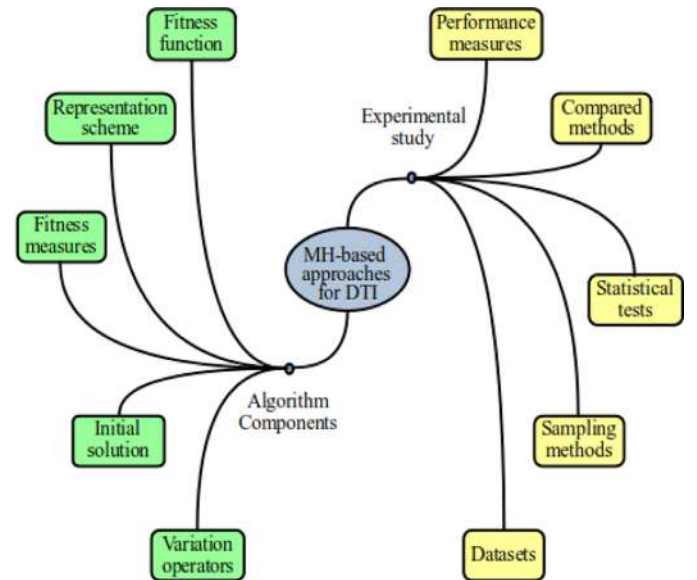 Fitness
function
Performance
measures
Representation
scheme
Experimental
study
Compared
methods
Fitness
measures
MH-based
approaches
for DTI
Statistical
tests
Algorithm
Components
Initial
solution
Sampling
methods
Variation
operators
Datasets